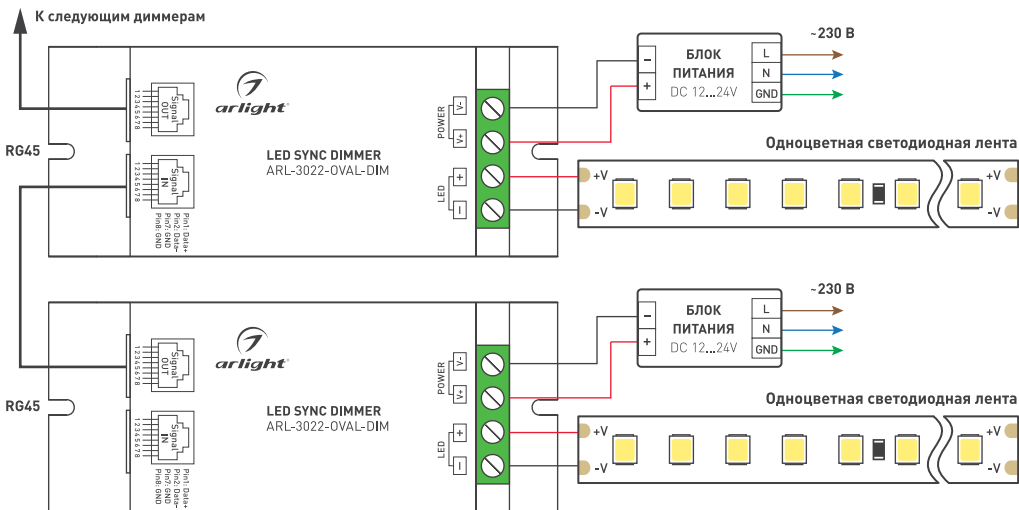 К следующим диммерам
RG45
12345678
Signal
OUT
12345678
Signal
IN
Pin1: Data+
Pin2: Data-
Pin7: GND
Pin8: GND
arlight®
LED SYNC DIMMER
ARL-3022-OVAL-DIM
POWER
V-
V+
LED
+
–
–
+
БЛОК
ПИТАНИЯ
DC 12...24V
L
N
GND
~230 В
Одноцветная светодиодная лента
+V
-V
+V
-V
RG45
12345678
Signal
OUT
12345678
Signal
IN
Pin1: Data+
Pin2: Data-
Pin7: GND
Pin8: GND
arlight®
LED SYNC DIMMER
ARL-3022-OVAL-DIM
POWER
V-
V+
LED
+
–
–
+
БЛОК
ПИТАНИЯ
DC 12...24V
L
N
GND
~230 В
Одноцветная светодиодная лента
+V
-V
+V
-V